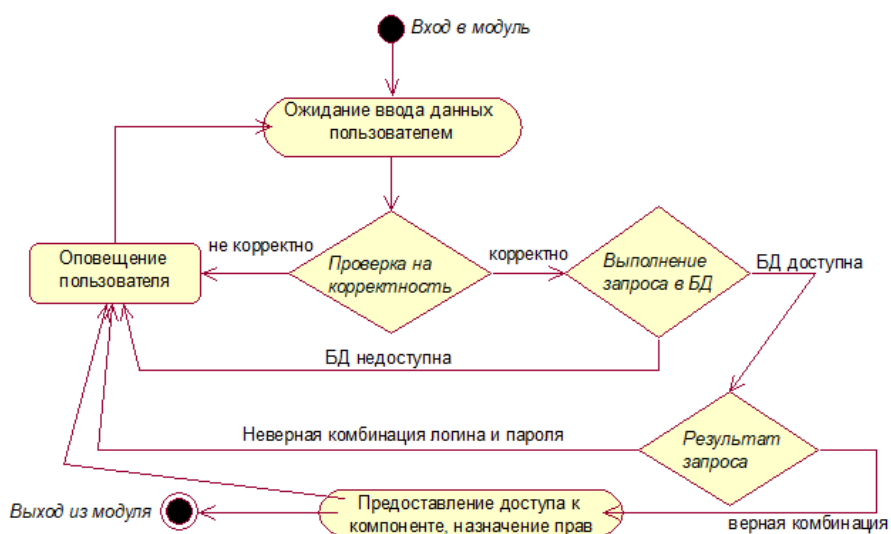 Вход в модуль
Ожидание ввода данных
пользователем
не корректно
Оповещение
пользователя
Проверка на
корректность
корректно
Выполнение
запроса в БД
БД доступна
БД недоступна
Неверная комбинация логина и пароля
Результат
запроса
Выход из модуля
Предоставление доступа к
компоненте, назначение прав
верная комбинация